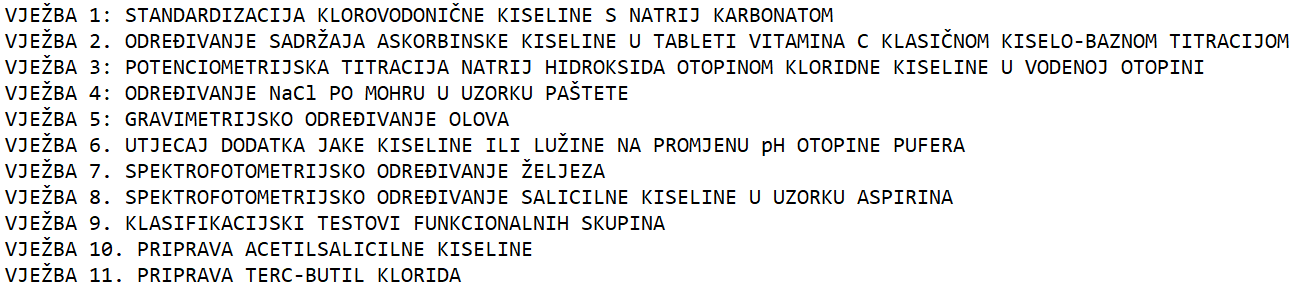 VJEŽBA 1: STANDARDIZACIJA KLOROVODONIČNE KISELINE S NATRIJ KARBONATOM
VJEŽBA 2. ODREĐIVANJE SADRŽAJA ASKORBINSKE KISELINE U TABLETI VITAMINA C KLASIČNOM KISELO-BAZNOM TITRACIJOM
VJEŽBA 3: POTENCIOMETRIJSKA TITRACIJA NATRIJ HIDROKSIDA OTOPINOM KLORIDNE KISELINE U VODENOJ OTOPINI
VJEŽBA 4: ODREĐIVANJE NaCl PO MOHRU U UZORKU PAŠTETE
VJEŽBA 5: GRAVIMETRIJSKO ODREĐIVANJE OLOVA
VJEŽBA 6. UTJECAJ DODATKA JAKE KISELINE ILI LUŽINE NA PROMJENU pH OTOPINE PUFERA
VJEŽBA 7. SPEKTROFOTOMETRIJSKO ODREĐIVANJE ŽELJEZA
VJEŽBA 8. SPEKTROFOTOMETRIJSKO ODREĐIVANJE SALICILNE KISELINE U UZORKU ASPIRINA
VJEŽBA 9. KLASIFIKACIJSKI TESTOVI FUNKCIONALNIH SKUPINA
VJEŽBA 10. PRIPRAVA ACETILSALICILNE KISELINE
VJEŽBA 11. PRIPRAVA TERC-BUTIL KLORIDA